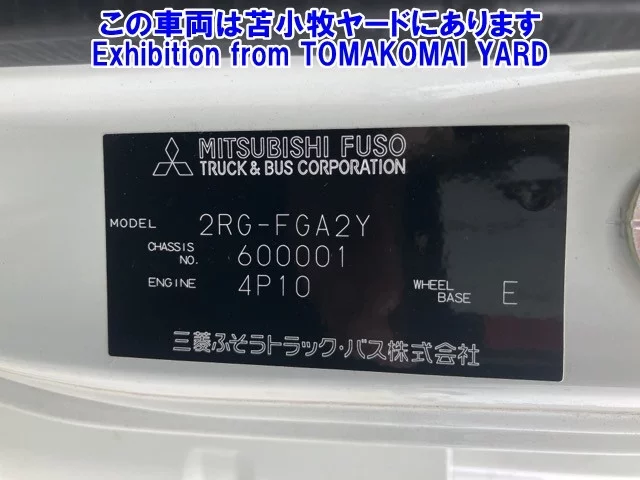 この車両は苫小牧ヤードにあります
Exhibition from TOMAKOMAI YARD
MITSUBISHI FUSO
TRUCK & BUS CORPORATION
MODEL 2RG-FGA2Y
CHASSIS NO. 600001
ENGINE 4P10 WHEEL BASE E
三菱ふそうトラック・バス株式会社